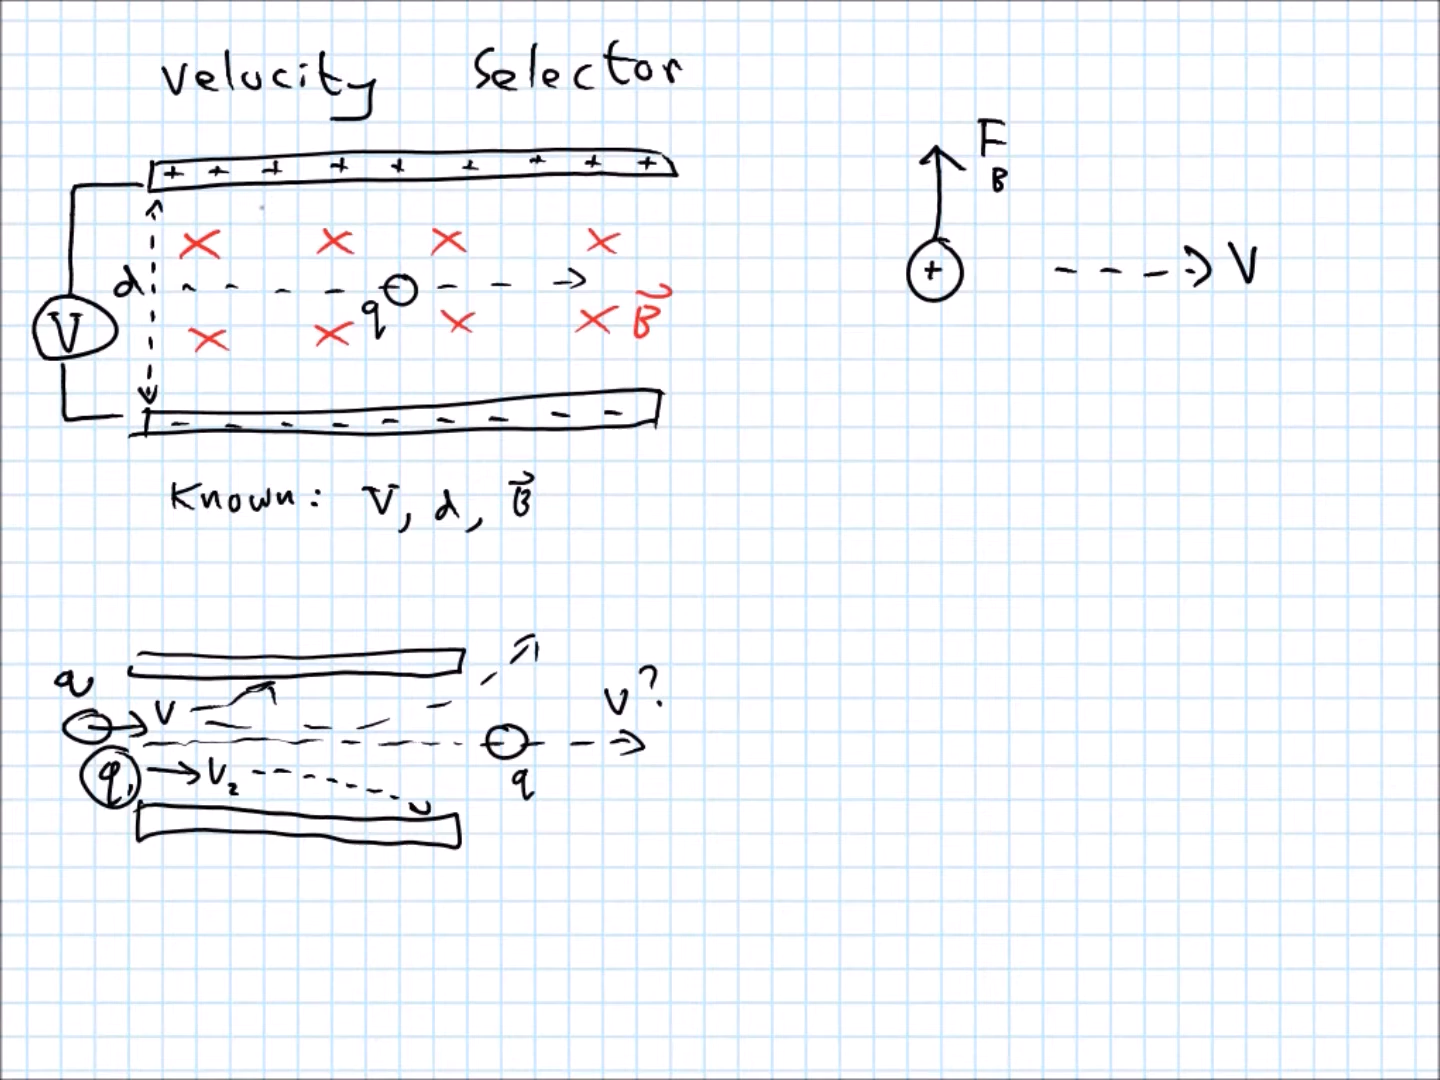 Velocity Selector
+ + + + + + + + +
d
q
V
B⃗
- - - - - - - - -
Known: V, d, B⃗
F
B
+
V
q
V
V?
q₁
V₂
q